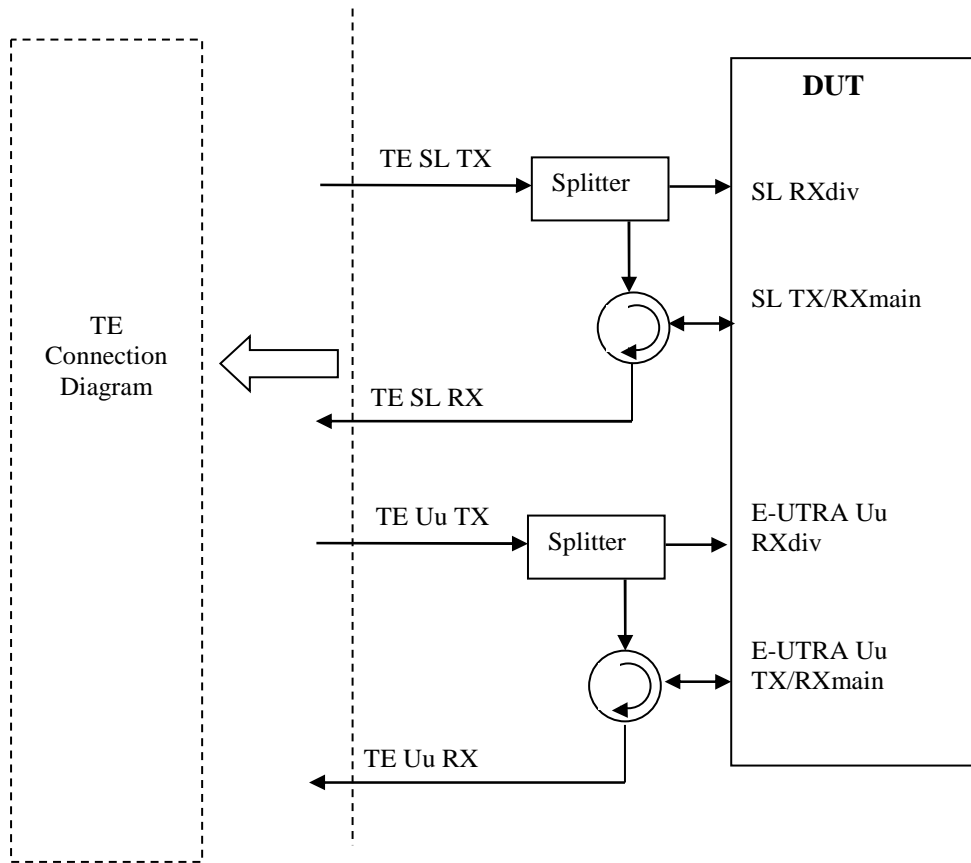 DUT
TE SL TX
Splitter
SL RXdiv
SL TX/RXmain
TE
Connection
Diagram
TE SL RX
TE Uu TX
Splitter
E-UTRA Uu
RXdiv
E-UTRA Uu
TX/RXmain
TE Uu RX